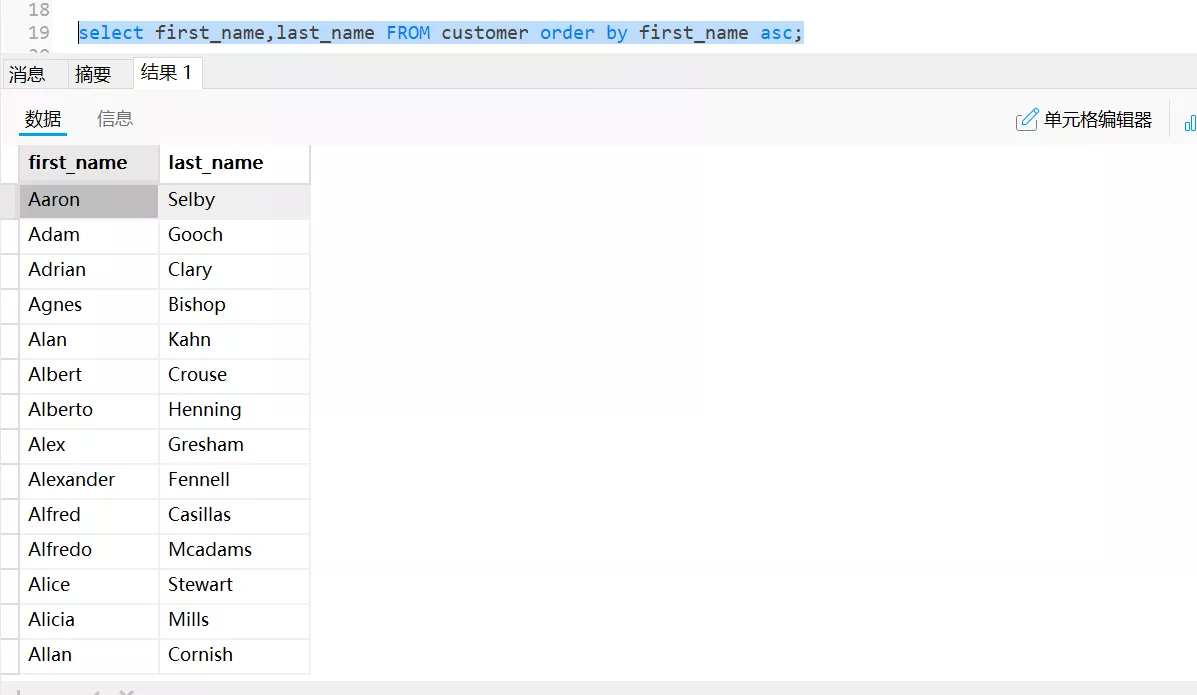 18
19 select first_name,last_name FROM customer order by first_name asc;
消息 摘要 结果 1
数据 信息 单元格编辑器
first_name last_name
Aaron Selby
Adam Gooch
Adrian Clary
Agnes Bishop
Alan Kahn
Albert Crouse
Alberto Henning
Alex Gresham
Alexander Fennell
Alfred Casillas
Alfredo Mcadams
Alice Stewart
Alicia Mills
Allan Cornish